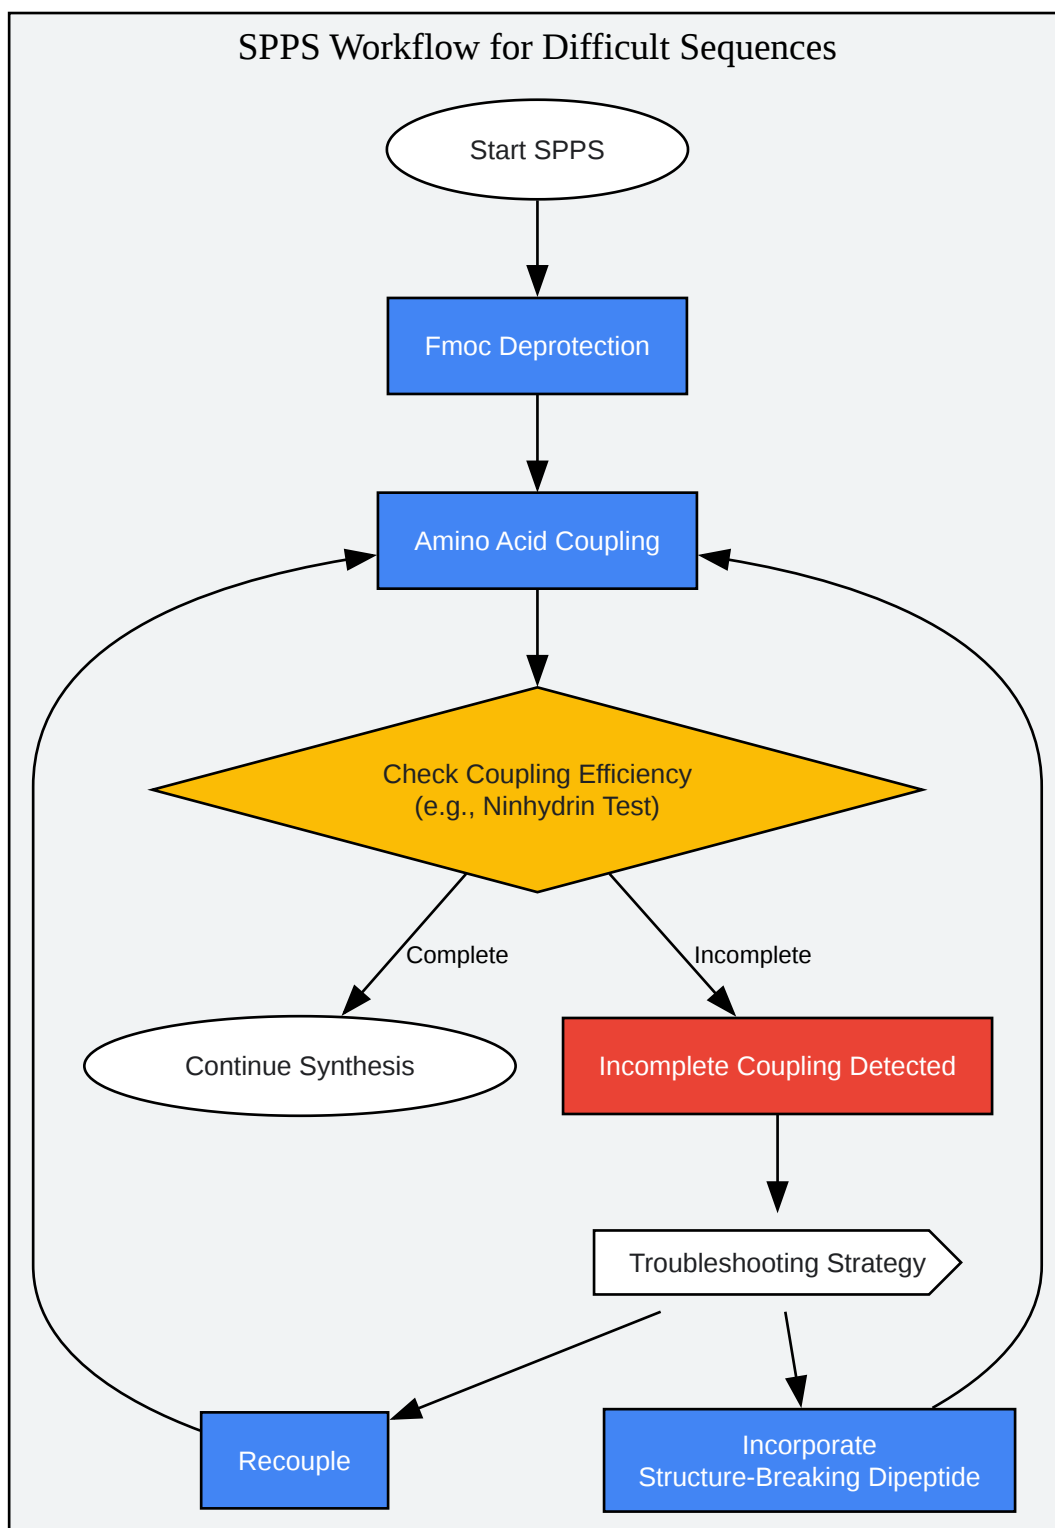 SPPS Workflow for Difficult Sequences
Start SPPS
Fmoc Deprotection
Amino Acid Coupling
Check Coupling Efficiency
(e.g., Ninhydrin Test)
Complete
Incomplete
Continue Synthesis
Incomplete Coupling Detected
Troubleshooting Strategy
Recouple
Incorporate
Structure-Breaking Dipeptide